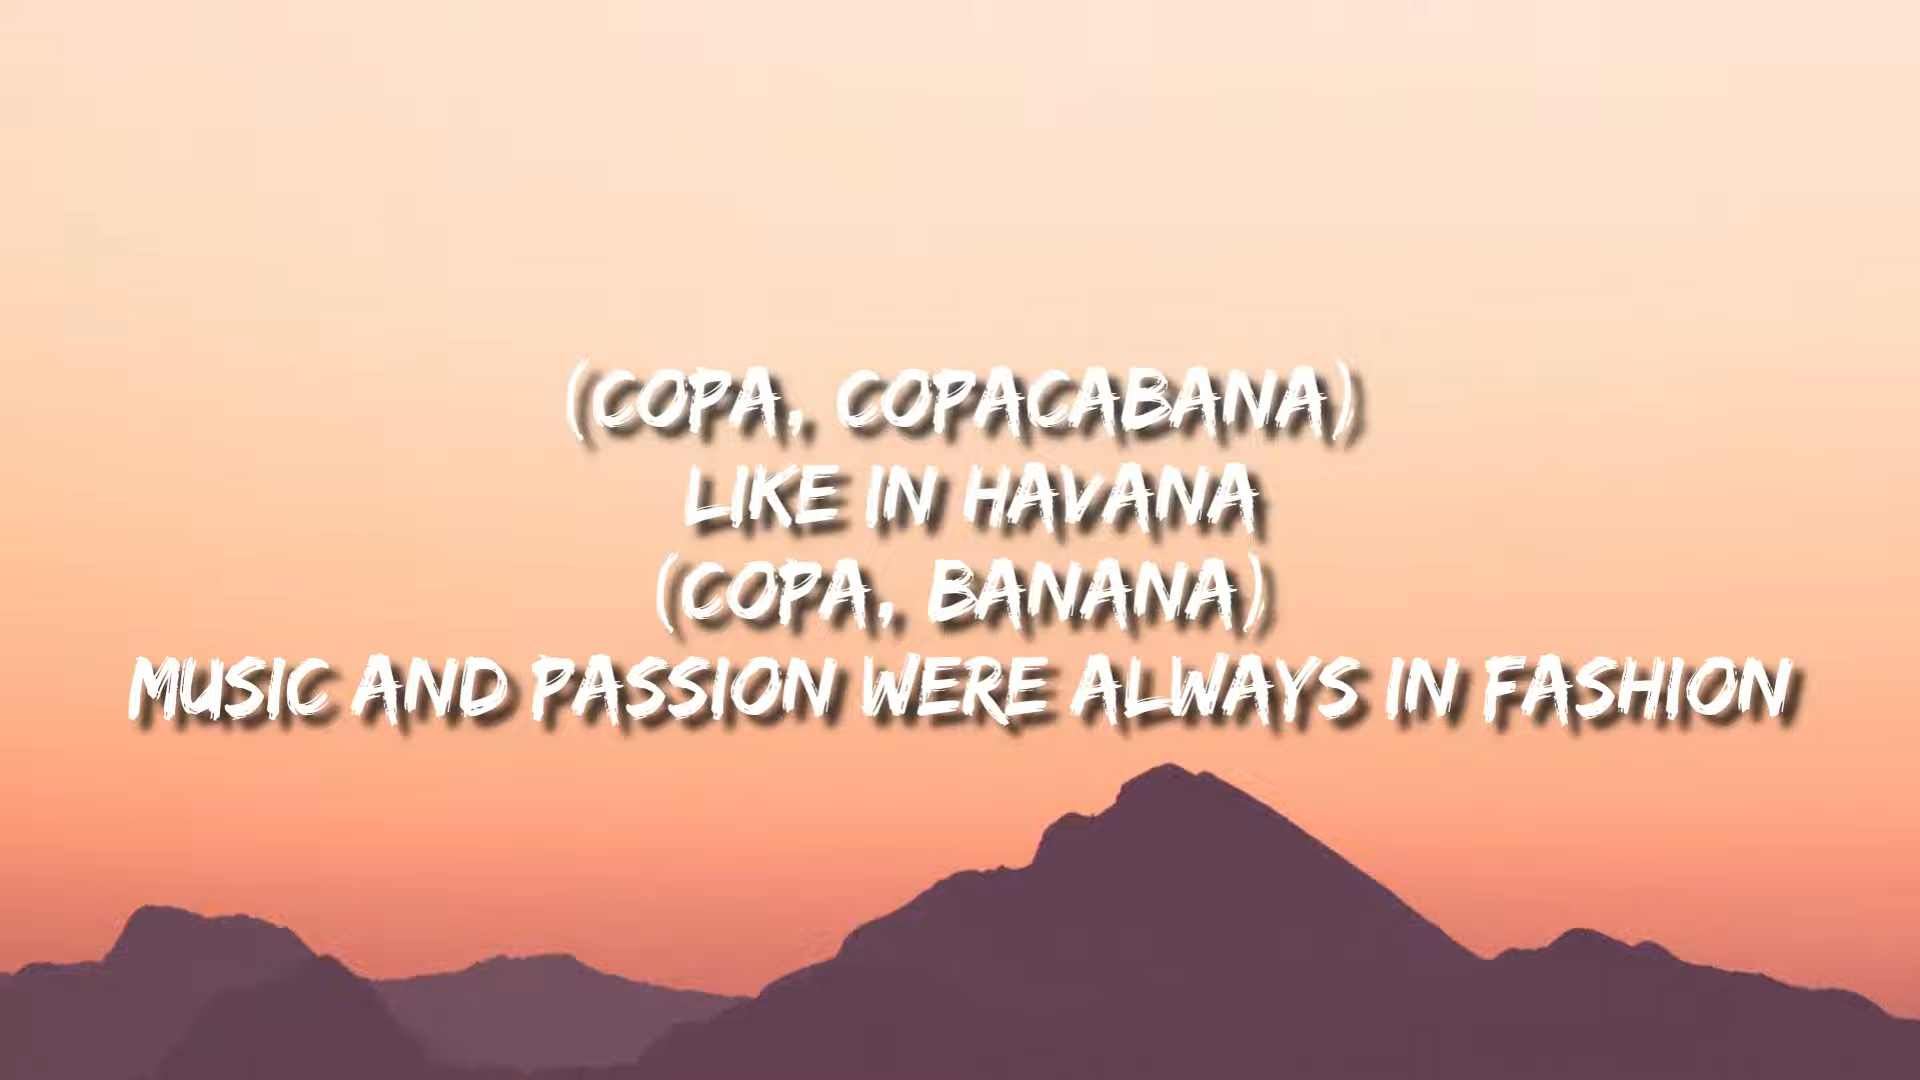 (COPA, COPACABANA)
LIKE IN HAVANA
(COPA, BANANA)
MUSIC AND PASSION WERE ALWAYS IN FASHION